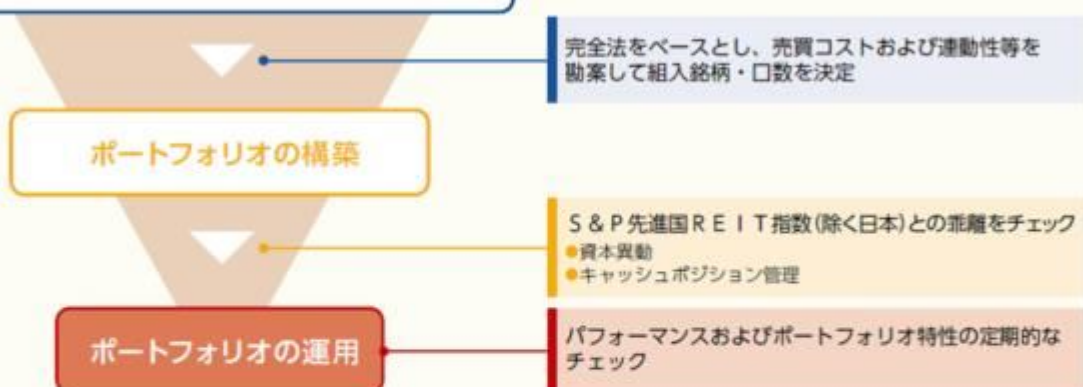 完全法をベースとし、売買コストおよび連動性等を
勘案して組入銘柄・口数を決定
ポートフォリオの構築
S&P先進国REIT指数(除く日本)との乖離をチェック
●資本異動
●キャッシュポジション管理
ポートフォリオの運用
パフォーマンスおよびポートフォリオ特性の定期的な
チェック